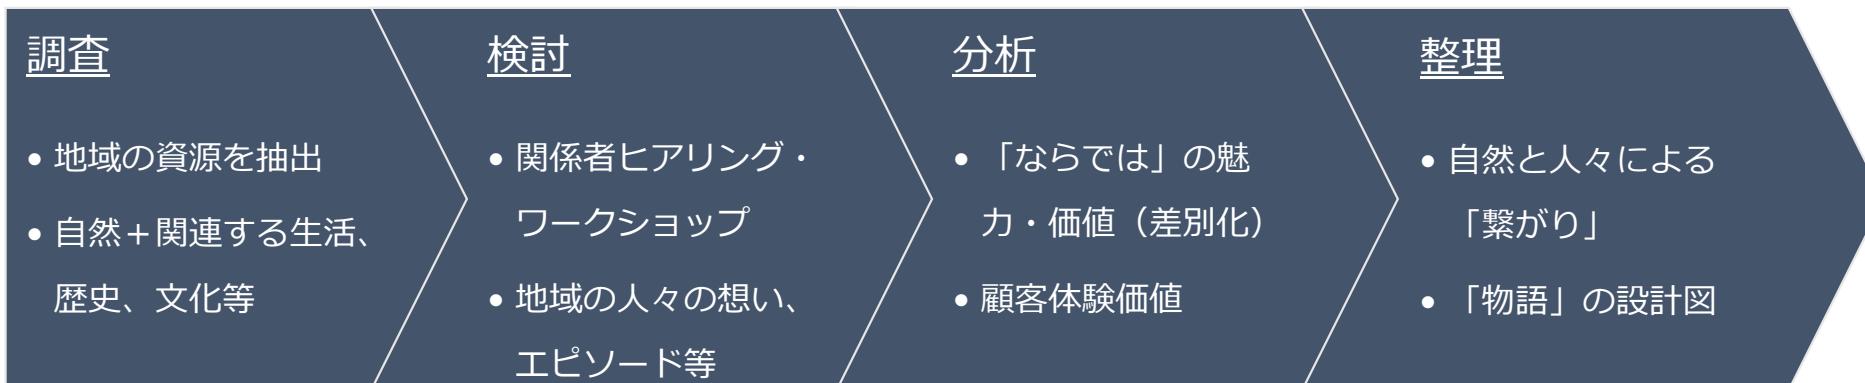 調査
• 地域の資源を抽出
• 自然＋関連する生活、
歴史、文化等
検討
• 関係者ヒアリング・
ワークショップ
• 地域の人々の想い、
エピソード等
分析
• 「ならでは」の魅
力・価値（差別化）
• 顧客体験価値
整理
• 自然と人々による
「繋がり」
• 「物語」の設計図